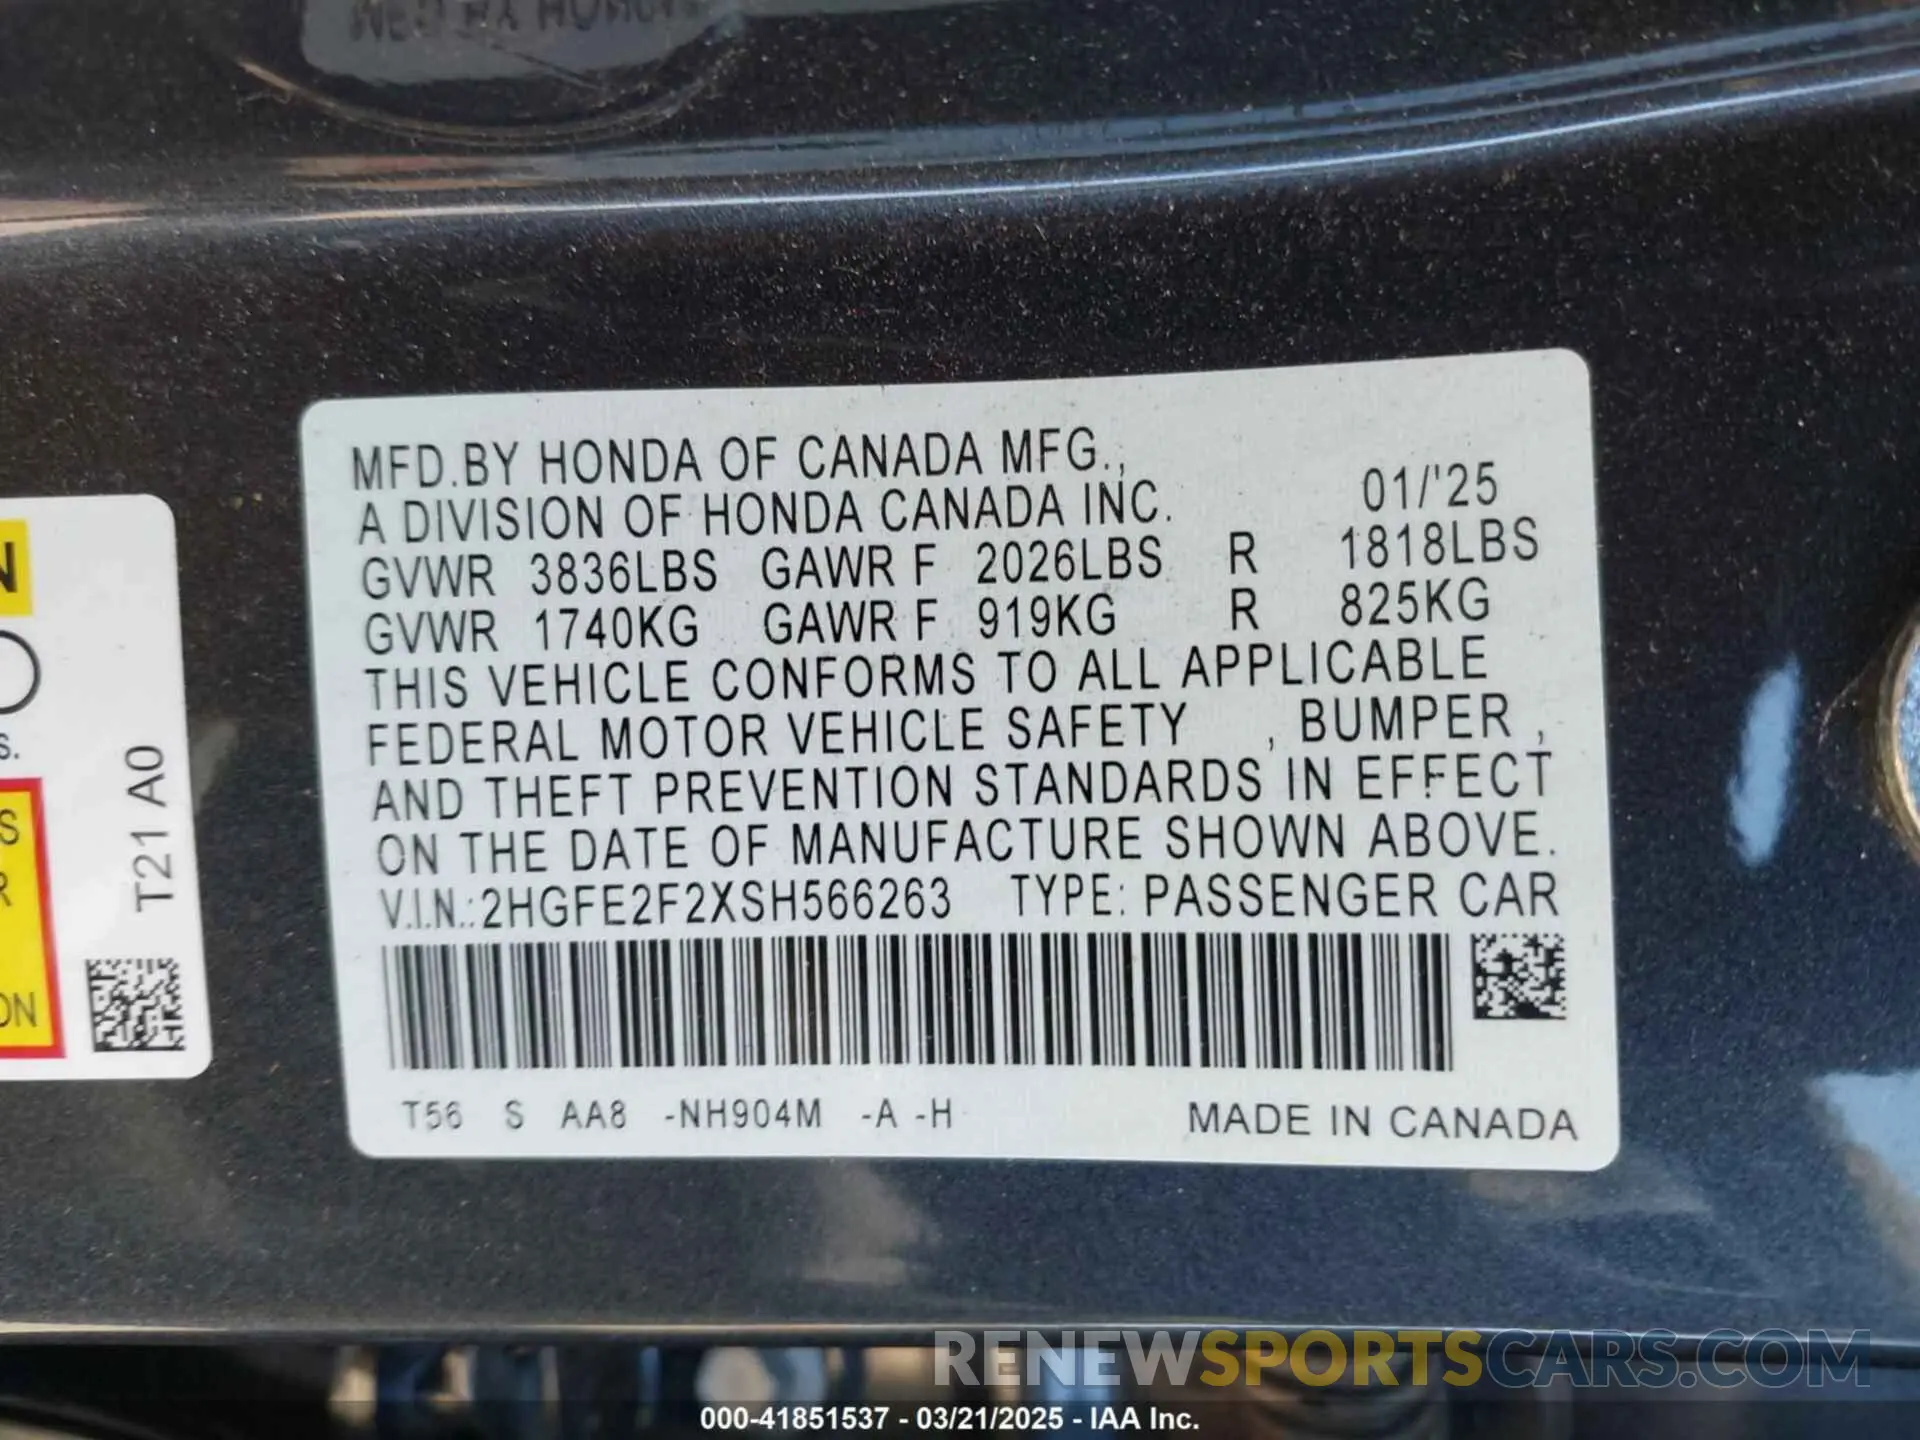 MFD.BY HONDA OF CANADA MFG.,
A DIVISION OF HONDA CANADA INC. 01/'25
GVWR 3836LBS GAWR F 2026LBS R 1818LBS
GVWR 1740KG GAWR F 919KG R 825KG
THIS VEHICLE CONFORMS TO ALL APPLICABLE
FEDERAL MOTOR VEHICLE SAFETY , BUMPER ,
AND THEFT PREVENTION STANDARDS IN EFFECT
ON THE DATE OF MANUFACTURE SHOWN ABOVE.
V.I.N.:2HGFE2F2XSH566263 TYPE: PASSENGER CAR
T56 S AA8 -NH904M -A -H MADE IN CANADA
T21 A0
RENEWSPORTSCARS.COM
000-41851537 - 03/21/2025 - IAA Inc.